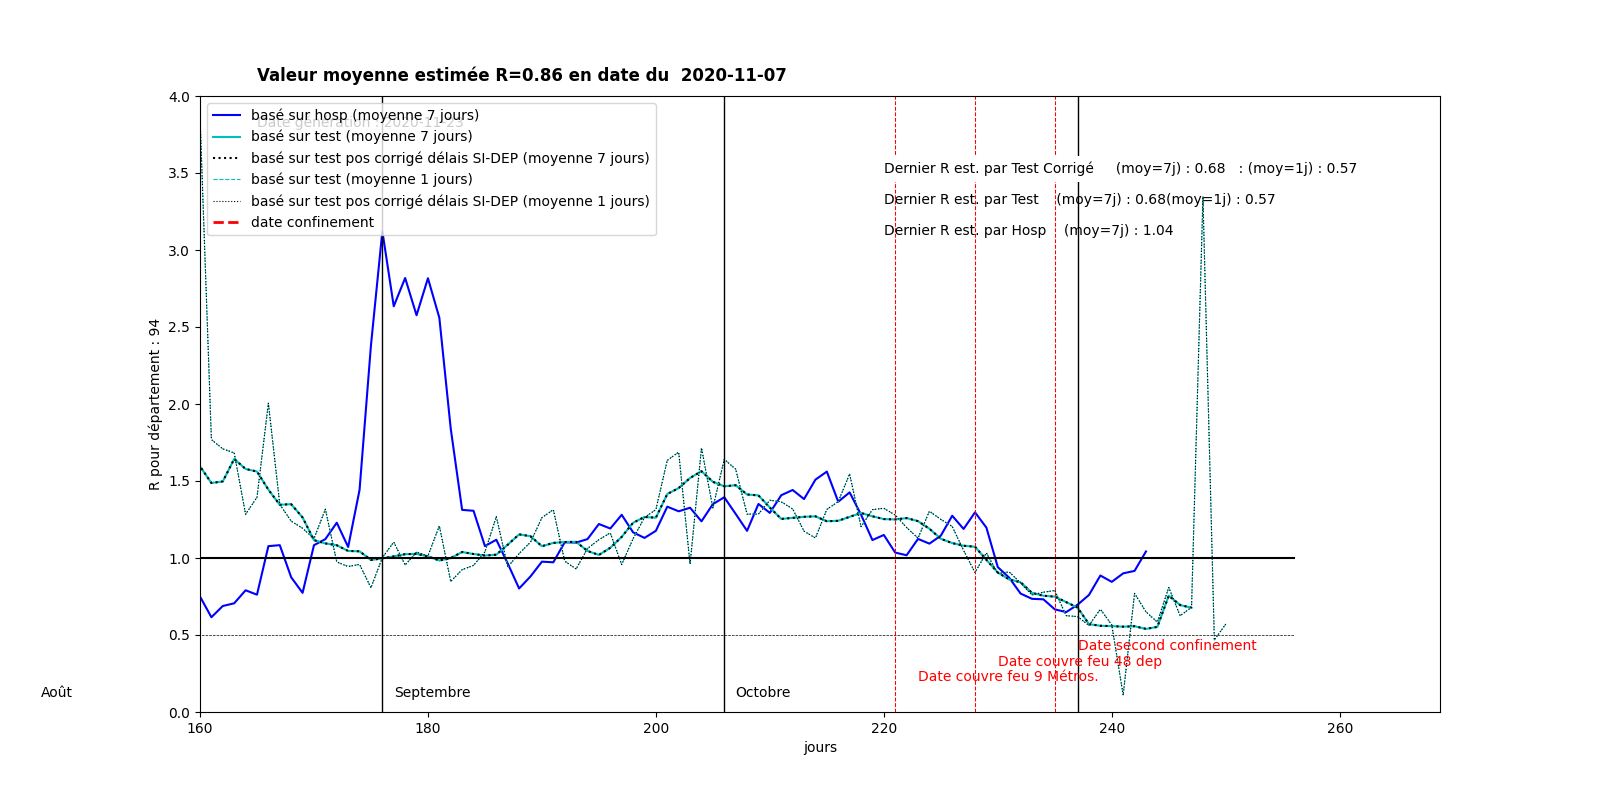 Valeur moyenne estimée R=0.86 en date du  2020-11-07
Date génération : 2020-11-23
basé sur hosp (moyenne 7 jours)
basé sur test (moyenne 7 jours)
basé sur test pos corrigé délais SI-DEP (moyenne 7 jours)
basé sur test (moyenne 1 jours)
basé sur test pos corrigé délais SI-DEP (moyenne 1 jours)
date confinement
Dernier R est. par Test Corrigé     (moy=7j) : 0.68   : (moy=1j) : 0.57
Dernier R est. par Test    (moy=7j) : 0.68(moy=1j) : 0.57
Dernier R est. par Hosp    (moy=7j) : 1.04
4.0
3.5
3.0
2.5
2.0
1.5
1.0
0.5
0.0
R pour département : 94
Date second confinement
Date couvre feu 48 dep
Date couvre feu 9 Métros.
Août
Septembre
Octobre
160
180
200
220
240
260
jours